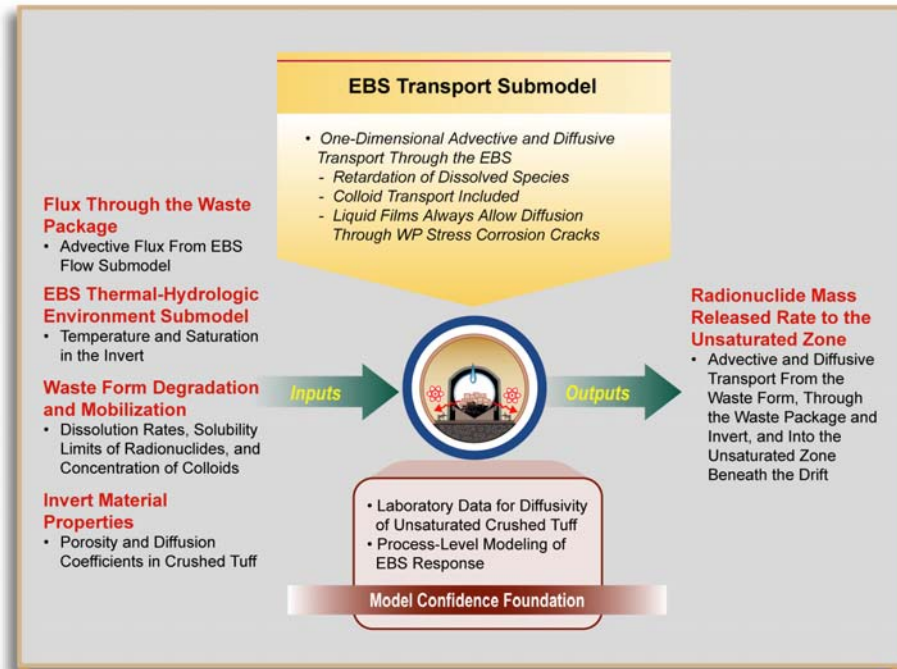 EBS Transport Submodel
• One-Dimensional Advective and Diffusive
Transport Through the EBS
- Retardation of Dissolved Species
- Colloid Transport Included
- Liquid Films Always Allow Diffusion
Through WP Stress Corrosion Cracks
Flux Through the Waste
Package
• Advective Flux From EBS
Flow Submodel
EBS Thermal-Hydrologic
Environment Submodel
• Temperature and Saturation
in the Invert
Waste Form Degradation
and Mobilization
• Dissolution Rates, Solubility
Limits of Radionuclides, and
Concentration of Colloids
Invert Material
Properties
• Porosity and Diffusion
Coefficients in Crushed Tuff
Inputs
Outputs
Radionuclide Mass
Released Rate to the
Unsaturated Zone
• Advective and Diffusive
Transport From the
Waste Form, Through
the Waste Package and
Invert, and Into the
Unsaturated Zone
Beneath the Drift
• Laboratory Data for Diffusivity
of Unsaturated Crushed Tuff
• Process-Level Modeling of
EBS Response
Model Confidence Foundation